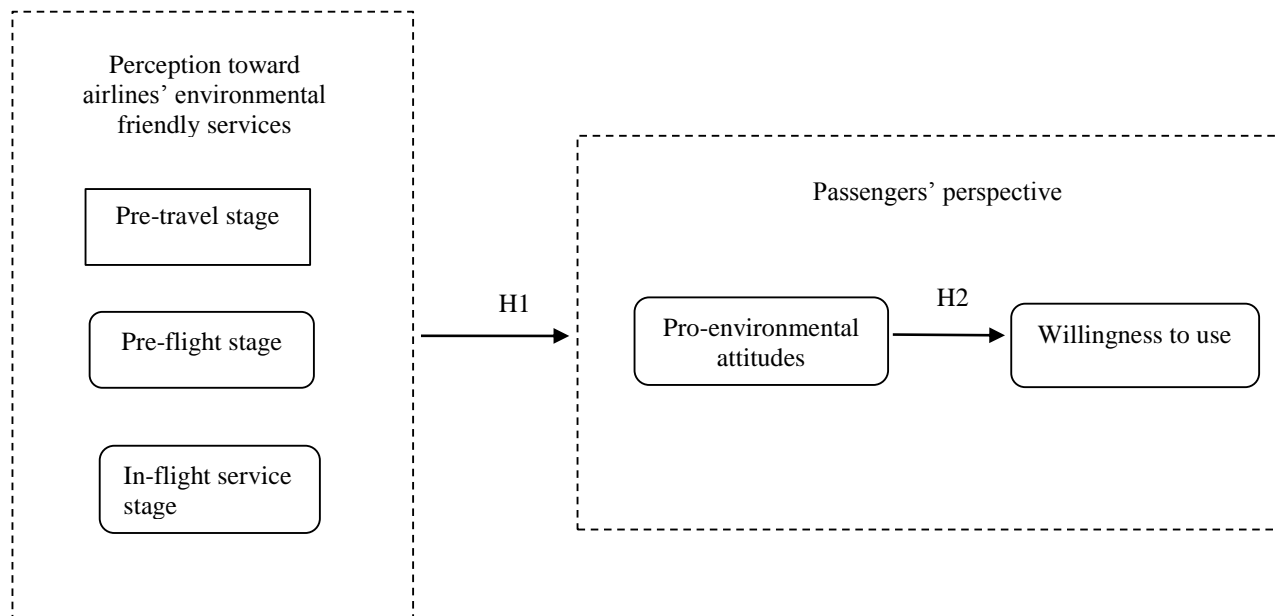 Perception toward
airlines’ environmental
friendly services
Pre-travel stage
Pre-flight stage
In-flight service
stage
H1
Passengers’ perspective
Pro-environmental
attitudes
H2
Willingness to use